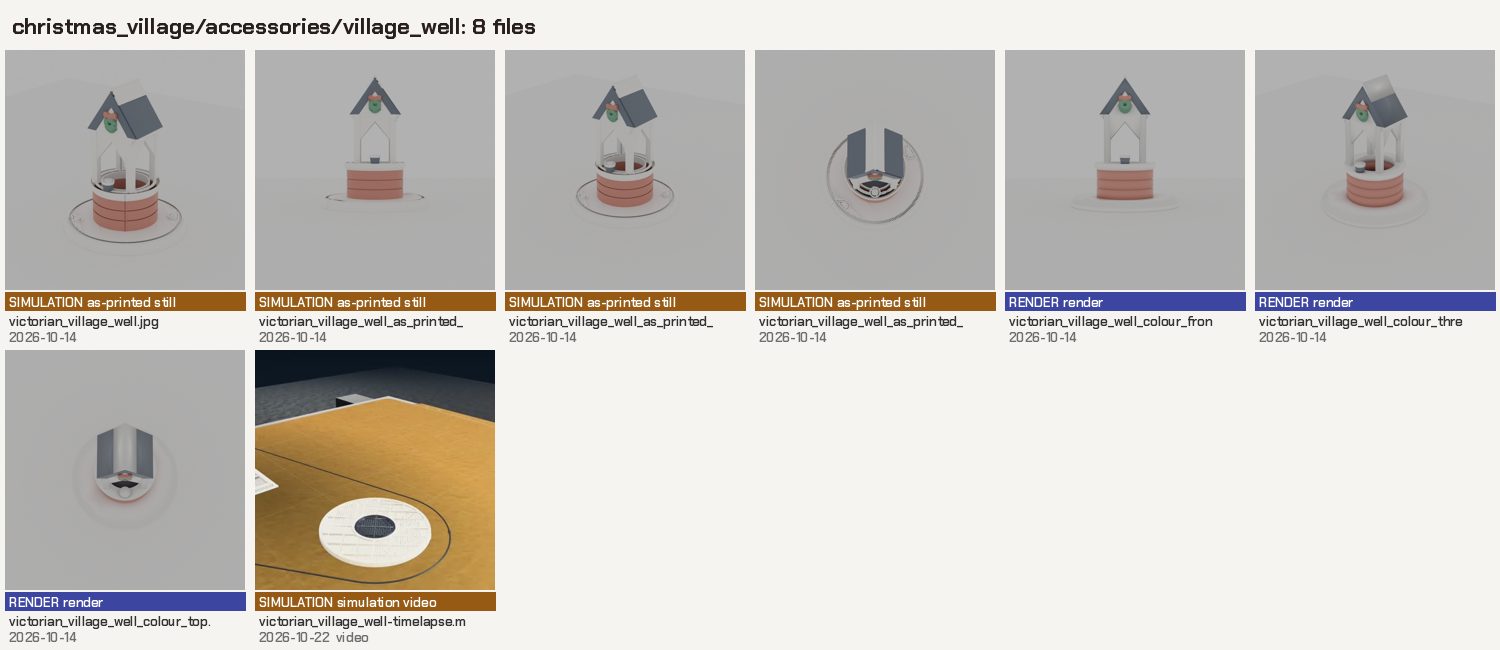 christmas_village/accessories/village_well: 8 files
SIMULATION as-printed still
victorian_village_well.jpg
2026-10-14
SIMULATION as-printed still
victorian_village_well_as_printed_
2026-10-14
SIMULATION as-printed still
victorian_village_well_as_printed_
2026-10-14
SIMULATION as-printed still
victorian_village_well_as_printed_
2026-10-14
RENDER render
victorian_village_well_colour_fron
2026-10-14
RENDER render
victorian_village_well_colour_thre
2026-10-14
RENDER render
victorian_village_well_colour_top.
2026-10-14
SIMULATION simulation video
victorian_village_well-timelapse.m
2026-10-22 video